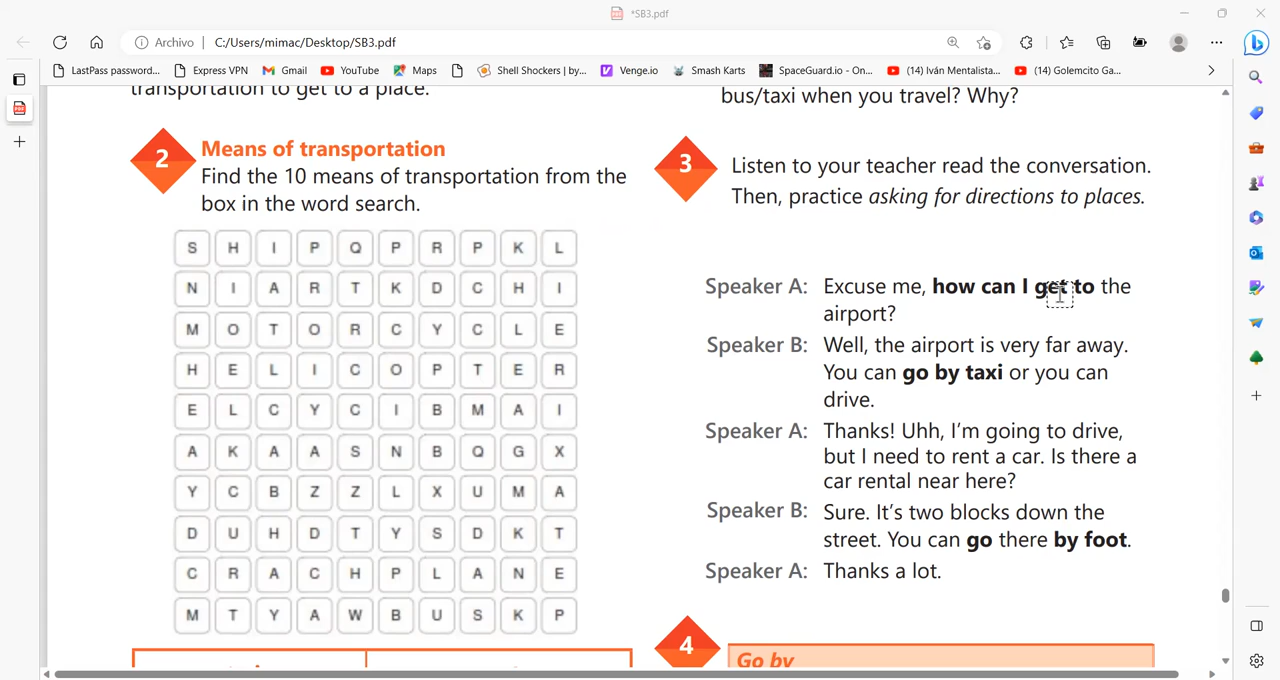 *SB3.pdf
Archivo | C:/Users/mimac/Desktop/SB3.pdf
LastPass password... Express VPN Gmail YouTube Maps Shell Shockers | by... Venge.io Smash Karts SpaceGuard.io - On... (14) Iván Mentalista... (14) Golemcito Ga...
transportation to get to a place.
2 Means of transportation
Find the 10 means of transportation from the
box in the word search.
S H I P Q P R P K L
N I A R T K D C H I
M O T O R C Y C L E
H E L I C O P T E R
E L C Y C I B M A I
A K A A S N B Q G X
Y C B Z Z L X U M A
D U H D T Y S D K T
C R A C H P L A N E
M T Y A W B U S K P
bus/taxi when you travel? Why?
3 Listen to your teacher read the conversation.
Then, practice asking for directions to places.
Speaker A: Excuse me, how can I get to the
airport?
Speaker B: Well, the airport is very far away.
You can go by taxi or you can
drive.
Speaker A: Thanks! Uhh, I'm going to drive,
but I need to rent a car. Is there a
car rental near here?
Speaker B: Sure. It's two blocks down the
street. You can go there by foot.
Speaker A: Thanks a lot.
4 Go by